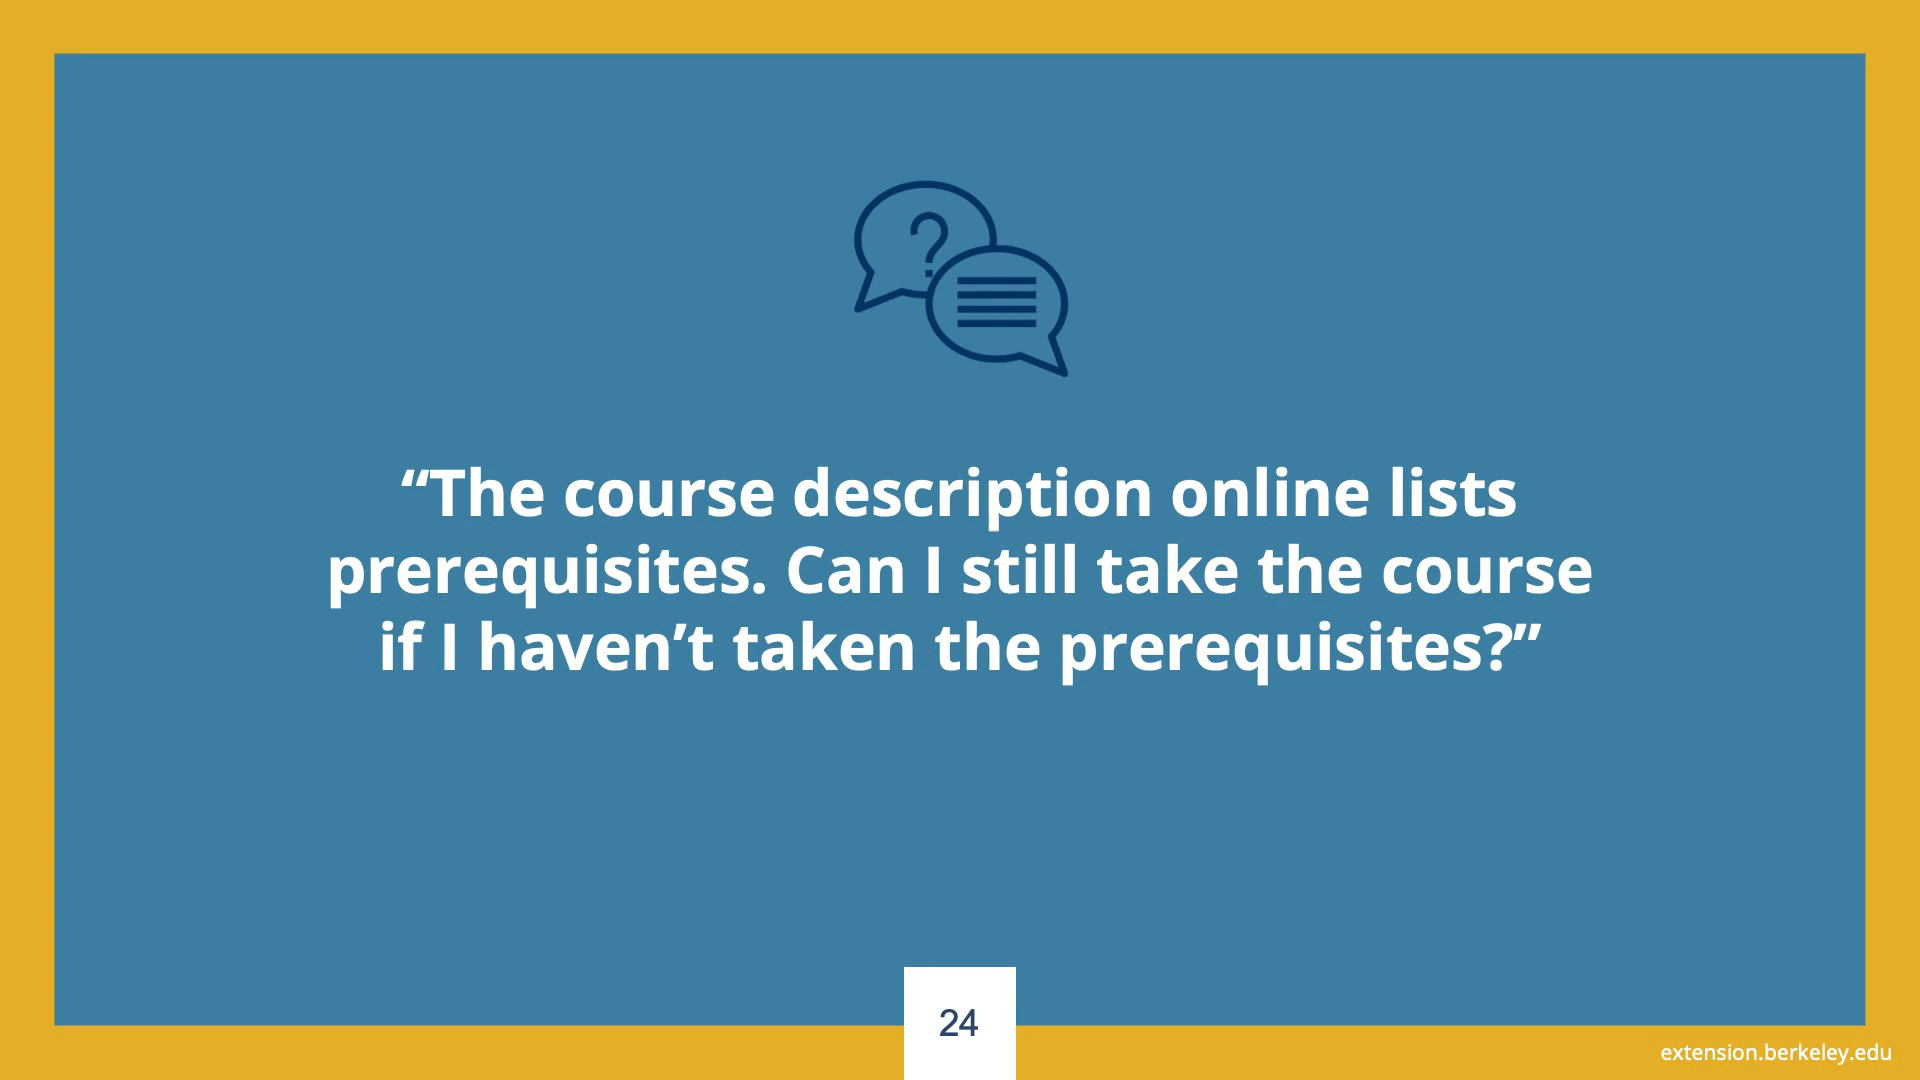 ?
“The course description online lists
prerequisites. Can I still take the course
if I haven’t taken the prerequisites?”
24
extension.berkeley.edu